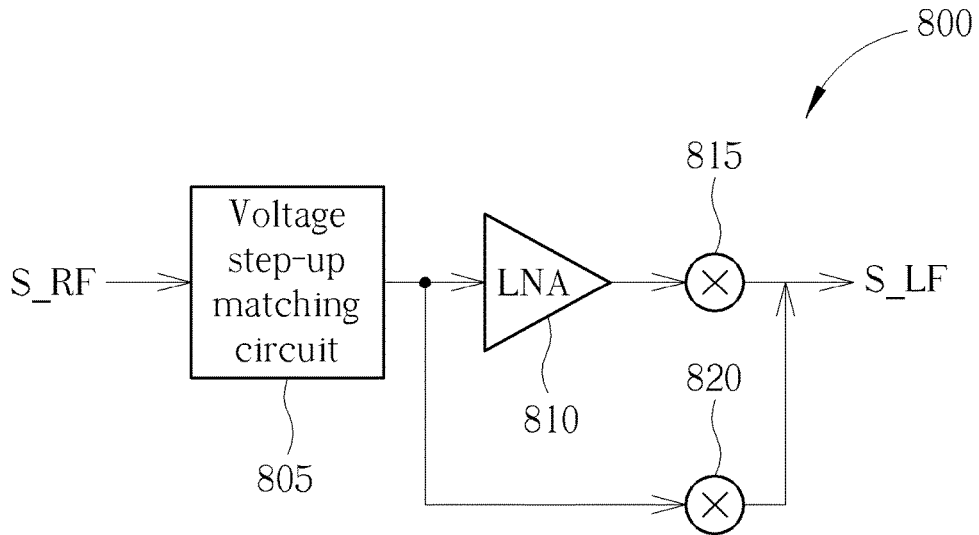 800
815
Voltage
step-up
matching
circuit
S_RF
LNA
S_LF
810
820
805